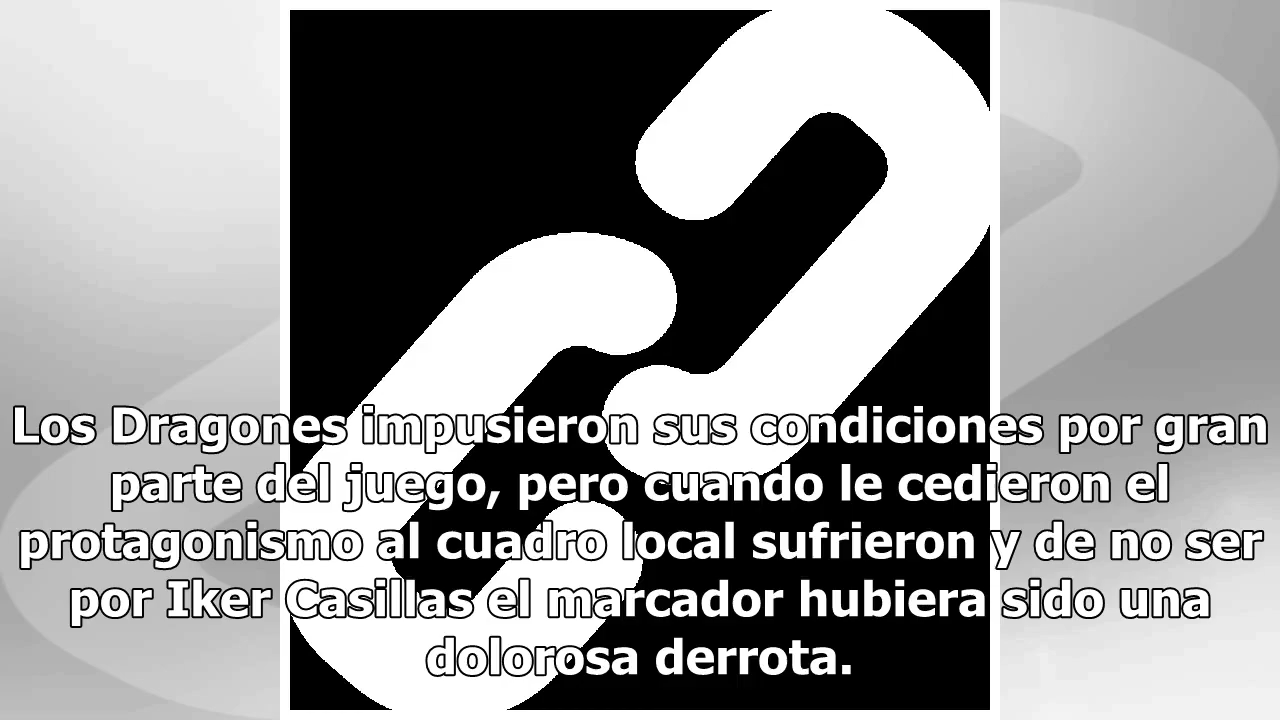 Los Dragones impusieron sus condiciones por gran
parte del juego, pero cuando le cedieron el
protagonismo al cuadro local sufrieron y de no ser
por Iker Casillas el marcador hubiera sido una
dolorosa derrota.